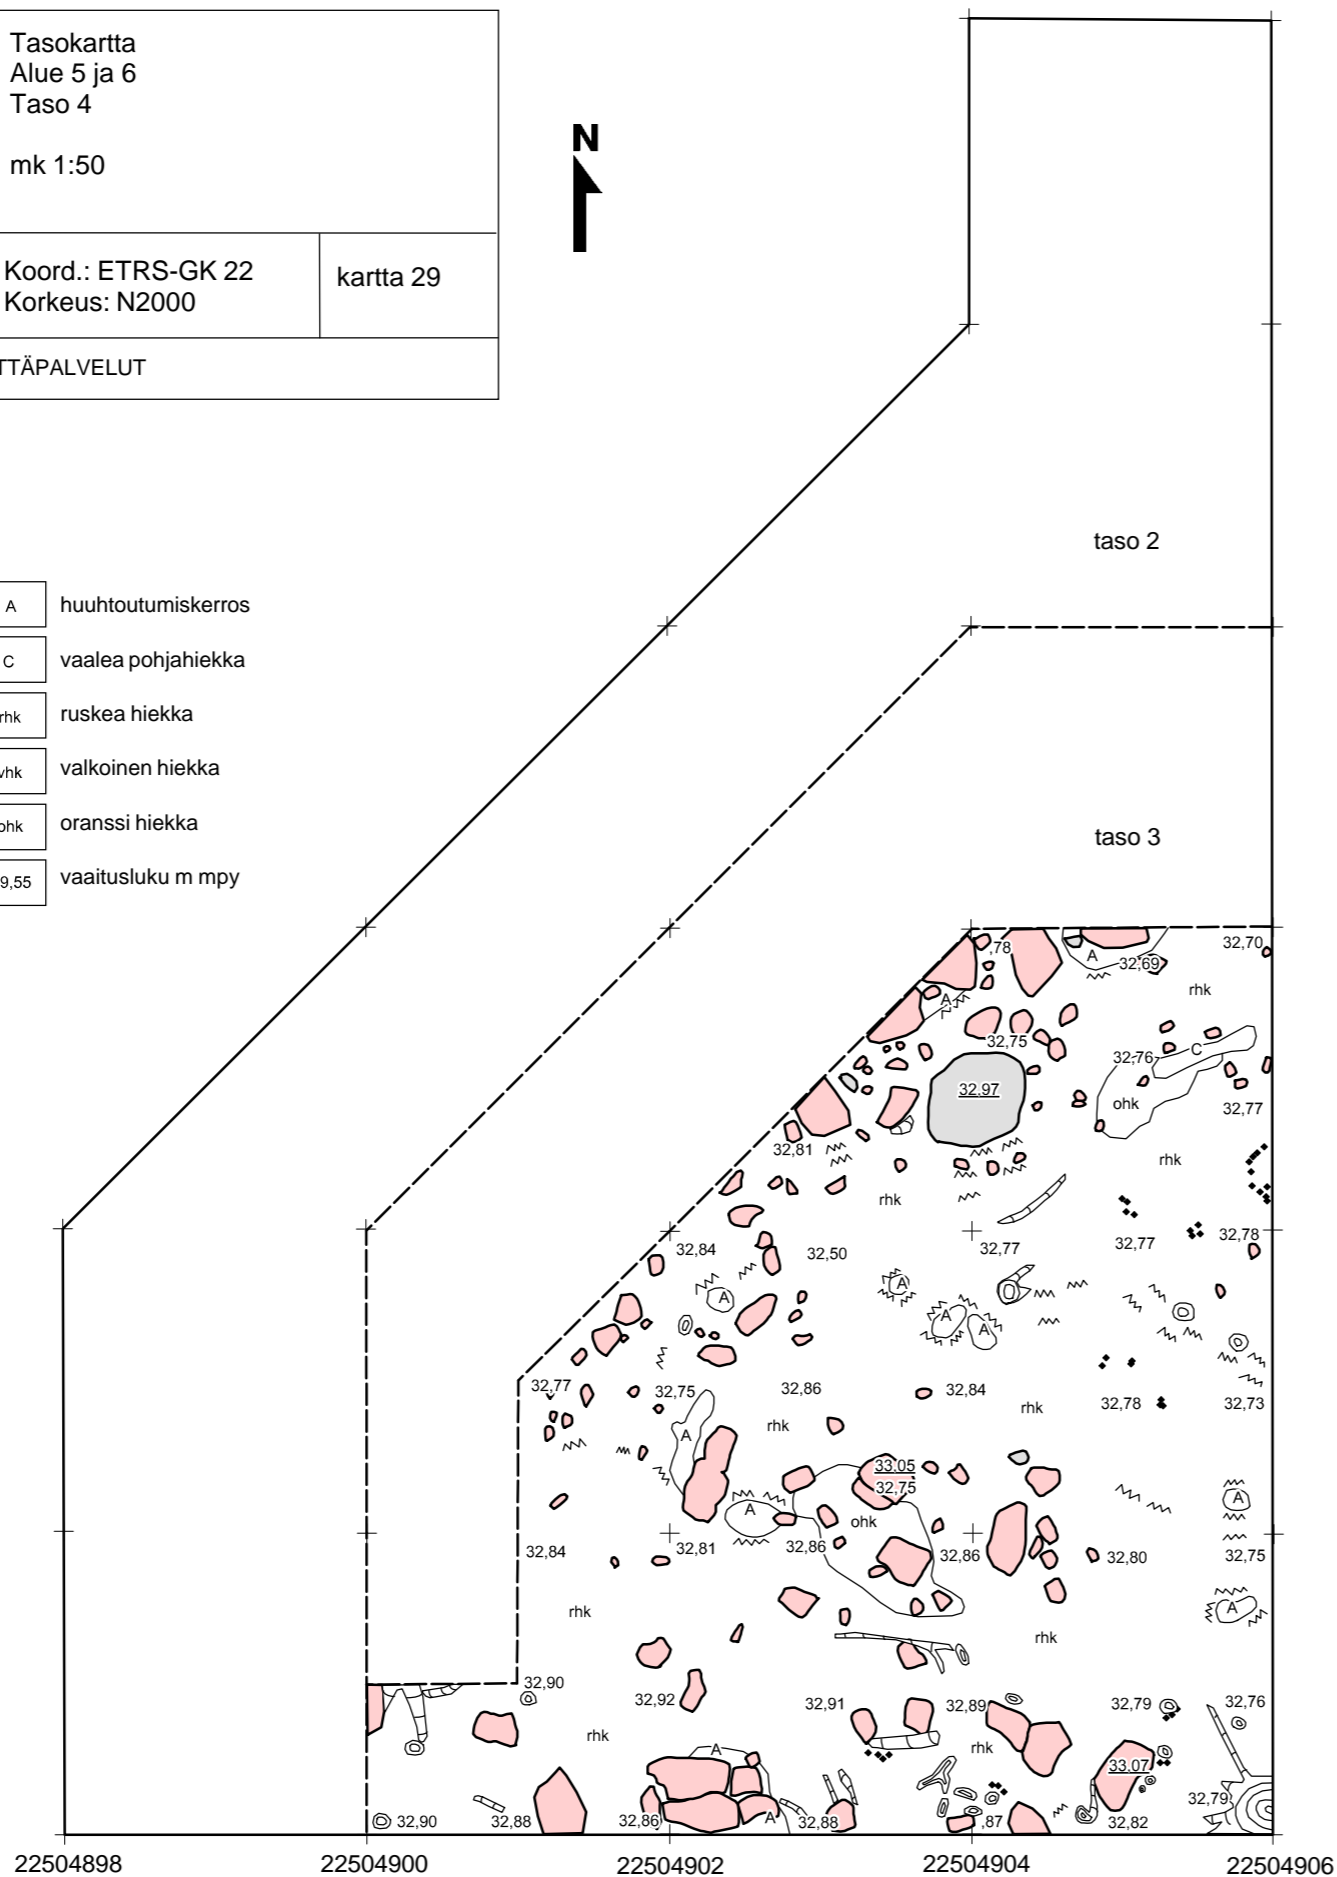 Tasokartta
Alue 5 ja 6
Taso 4
mk 1:50
Koord.: ETRS-GK 22
Korkeus: N2000
kartta 29
TTÄPALVELUT
N
A huuhtoutumiskerros
C vaalea pohjahiekka
rhk ruskea hiekka
vhk valkoinen hiekka
ohk oranssi hiekka
9,55 vaaitusluku m mpy
taso 2
taso 3
,78
A
32,69
32,70
rhk
A
32,75
32,76
C
32.97
ohk
32,77
32,81
rhk
rhk
32,84
32,50
32,77
32,77
32,78
A
A
A
A
32,77
32,75
32,86
32,84
32,78
32,73
rhk
rhk
A
33.05
32,75
A
A
ohk
32,84
32,81
32,86
32,86
32,80
32,75
rhk
A
rhk
32,90
32,92
32,91
32,89
32,79
32,76
rhk
A
rhk
33.07
32,79
32,90
32,88
32,86
A
32,88
,87
32,82
22504898
22504900
22504902
22504904
22504906